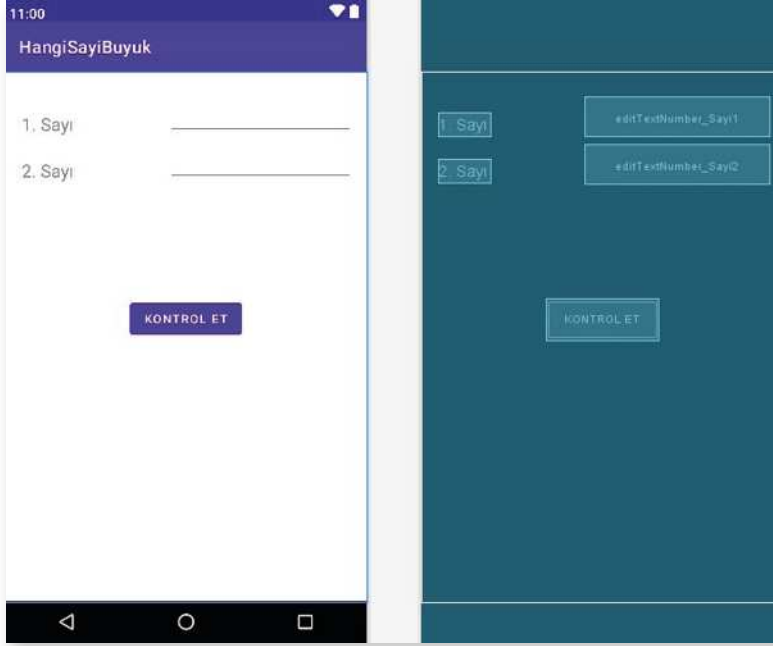 11:00
HangiSayiBuyuk
1. Sayı
2. Sayı
KONTROL ET
1. Sayı
editTextNumber_Sayi1
2. Sayı
editTextNumber_Sayi2
KONTROL ET